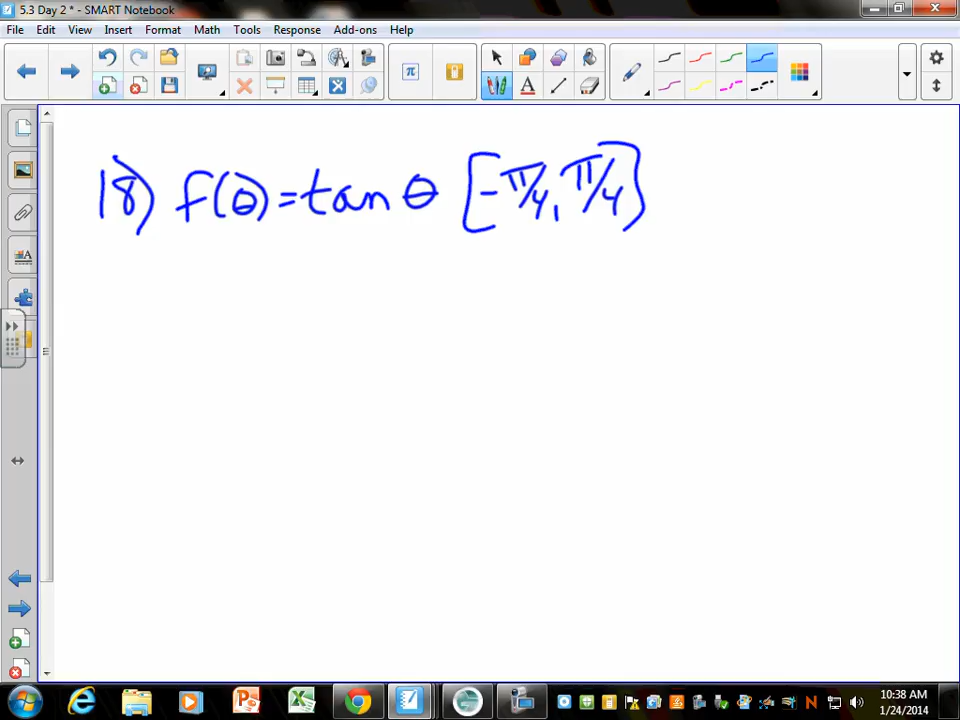 5.3 Day 2 * - SMART Notebook
File Edit View Insert Format Math Tools Response Add-ons Help
18) f(θ)=tan θ [-π/4, π/4]
10:38 AM
1/24/2014